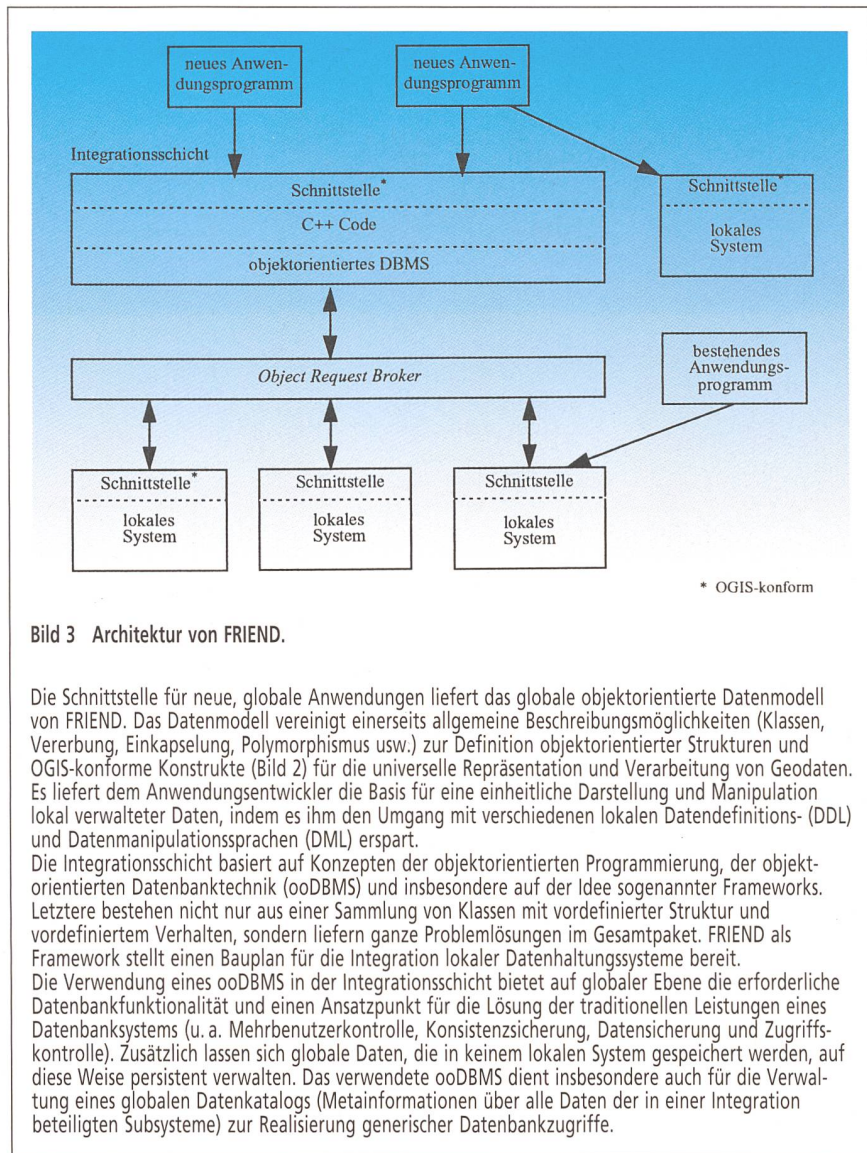 neues Anwen-
dungsprogramm
neues Anwen-
dungsprogramm
Integrationsschicht
Schnittstelle*
C++ Code
objektorientiertes DBMS
Schnittstelle*
lokales
System
Object Request Broker
bestehendes
Anwendungs-
programm
Schnittstelle*
lokales
System
Schnittstelle
lokales
System
Schnittstelle
lokales
System
* OGIS-konform
Bild 3 Architektur von FRIEND.
Die Schnittstelle für neue, globale Anwendungen liefert das globale objektorientierte Datenmodell
von FRIEND. Das Datenmodell vereinigt einerseits allgemeine Beschreibungsmöglichkeiten (Klassen,
Vererbung, Einkapselung, Polymorphismus usw.) zur Definition objektorientierter Strukturen und
OGIS-konforme Konstrukte (Bild 2) für die universelle Repräsentation und Verarbeitung von Geodaten.
Es liefert dem Anwendungsentwickler die Basis für eine einheitliche Darstellung und Manipulation
lokal verwalteter Daten, indem es ihm den Umgang mit verschiedenen lokalen Datendefinitions- (DDL)
und Datenmanipulationssprachen (DML) erspart.
Die Integrationsschicht basiert auf Konzepten der objektorientierten Programmierung, der objekt-
orientierten Datenbanktechnik (ooDBMS) und insbesondere auf der Idee sogenannter Frameworks.
Letztere bestehen nicht nur aus einer Sammlung von Klassen mit vordefinierter Struktur und
vordefiniertem Verhalten, sondern liefern ganze Problemlösungen im Gesamtpaket. FRIEND als
Framework stellt einen Bauplan für die Integration lokaler Datenhaltungssysteme bereit.
Die Verwendung eines ooDBMS in der Integrationsschicht bietet auf globaler Ebene die erforderliche
Datenbankfunktionalität und einen Ansatzpunkt für die Lösung der traditionellen Leistungen eines
Datenbanksystems (u. a. Mehrbenutzerkontrolle, Konsistenzsicherung, Datensicherung und Zugriffs-
kontrolle). Zusätzlich lassen sich globale Daten, die in keinem lokalen System gespeichert werden, auf
diese Weise persistent verwalten. Das verwendete ooDBMS dient insbesondere auch für die Verwal-
tung eines globalen Datenkatalogs (Metainformationen über alle Daten der in einer Integration
beteiligten Subsysteme) zur Realisierung generischer Datenbankzugriffe.